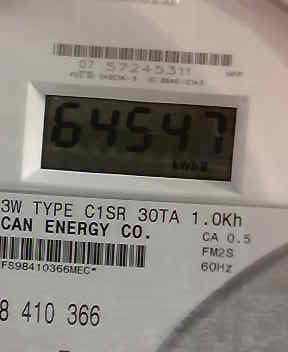 07 57245311
64547
3W TYPE C1SR 30TA 1.0Kh
CAN ENERGY CO.
CA 0.5
FM2S
60HZ
FS98410366MEC*
8 410 366